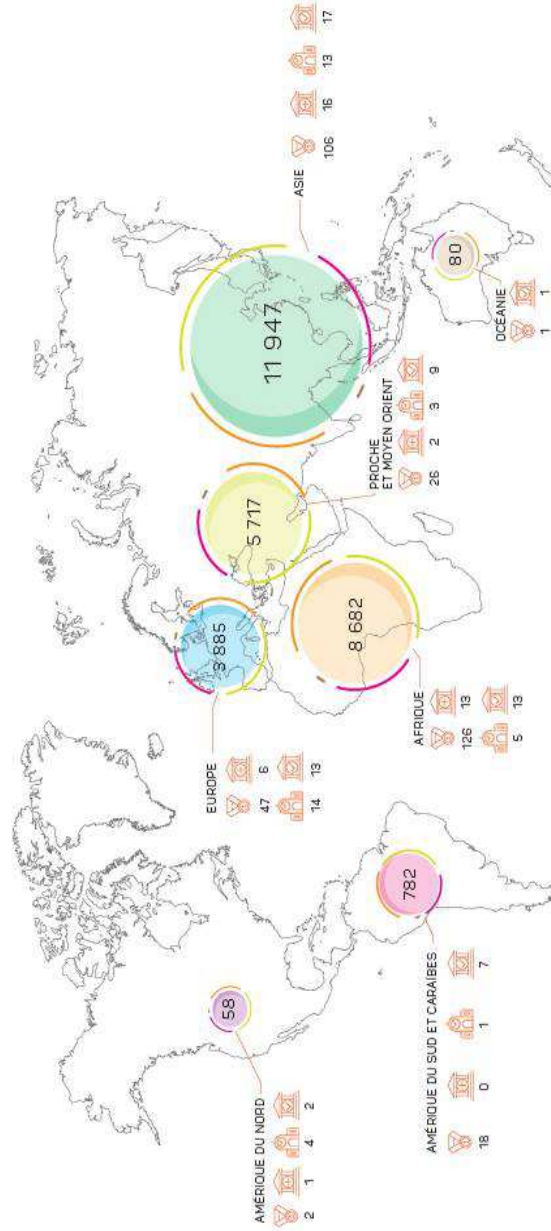 AMÉRIQUE DU NORD
2 1 4 2
58
AMÉRIQUE DU SUD ET CARAÏBES
18 0 1 7
782
EUROPE
47 6
14 13
3 885
AFRIQUE
126 13
5 13
8 682
PROCHE
ET MOYEN ORIENT
26 2 3 9
5 717
ASIE
106 16 13 17
11 947
OCÉANIE
1 1
80